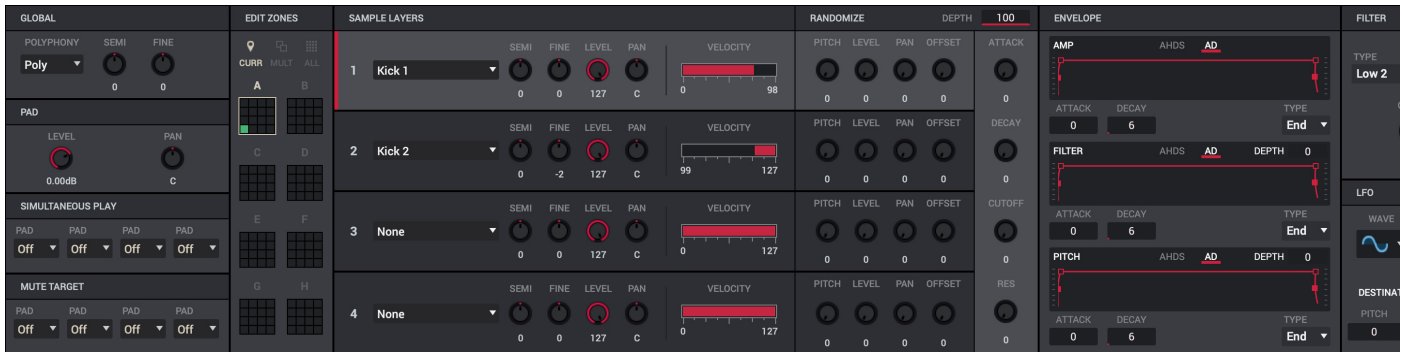 GLOBAL
POLYPHONY SEMI FINE
Poly
0 0
PAD
LEVEL PAN
0.00dB C
SIMULTANEOUS PLAY
PAD PAD PAD PAD
Off Off Off Off
MUTE TARGET
PAD PAD PAD PAD
Off Off Off Off
EDIT ZONES
CURR MULT ALL
A B
C D
E F
G H
SAMPLE LAYERS
SEMI FINE LEVEL PAN VELOCITY
1 Kick 1
0 0 127 C 0 98
SEMI FINE LEVEL PAN VELOCITY
2 Kick 2
0 -2 127 C 99 127
SEMI FINE LEVEL PAN VELOCITY
3 None
0 0 127 C 0 127
SEMI FINE LEVEL PAN VELOCITY
4 None
0 0 127 C 0 127
RANDOMIZE DEPTH 100
PITCH LEVEL PAN OFFSET ATTACK
0 0 0 0 0
PITCH LEVEL PAN OFFSET DECAY
0 0 0 0 0
PITCH LEVEL PAN OFFSET CUTOFF
0 0 0 0 0
PITCH LEVEL PAN OFFSET RES
0 0 0 0 0
ENVELOPE
AMP AHDS AD
ATTACK DECAY TYPE
0 6 End
FILTER AHDS AD DEPTH 0
ATTACK DECAY TYPE
0 6 End
PITCH AHDS AD DEPTH 0
ATTACK DECAY TYPE
0 6 End
FILTER
TYPE
Low 2
LFO
WAVE
DESTINAT
PITCH
0